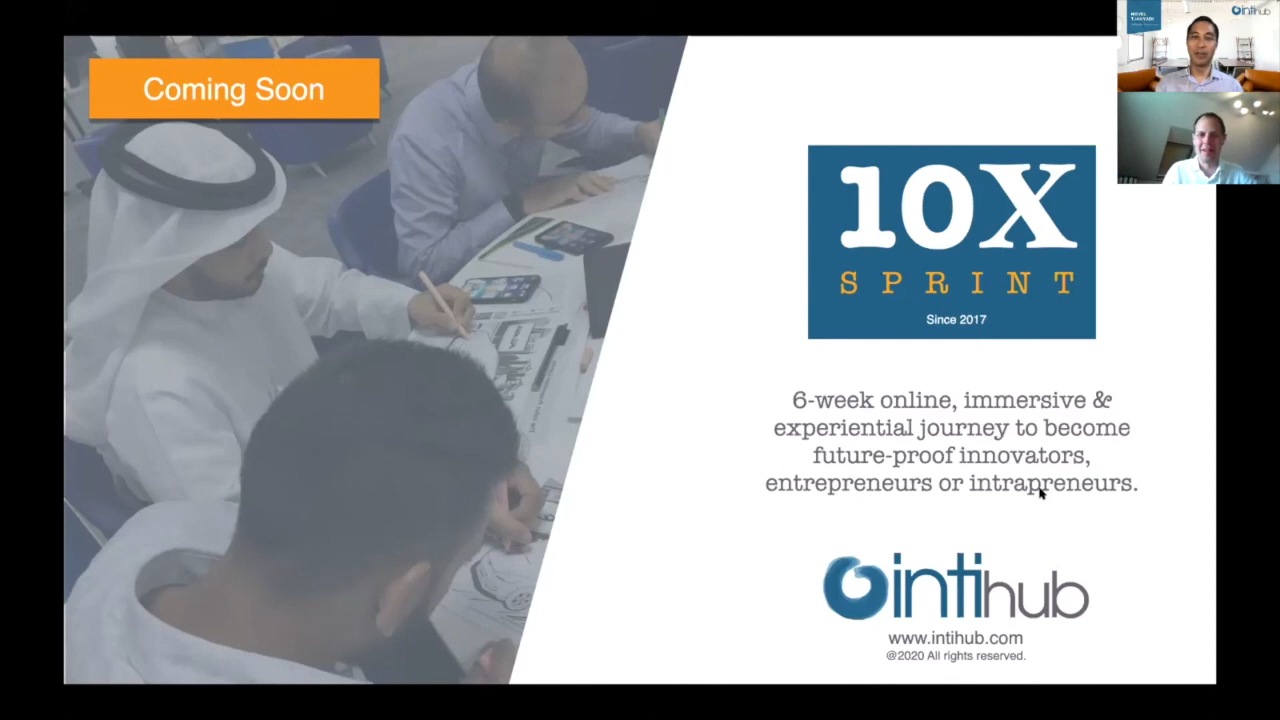 Coming Soon
10X
SPRINT
Since 2017
6-week online, immersive &
experiential journey to become
future-proof innovators,
entrepreneurs or intrapreneurs.
intihub
www.intihub.com
@2020 All rights reserved.
intihub